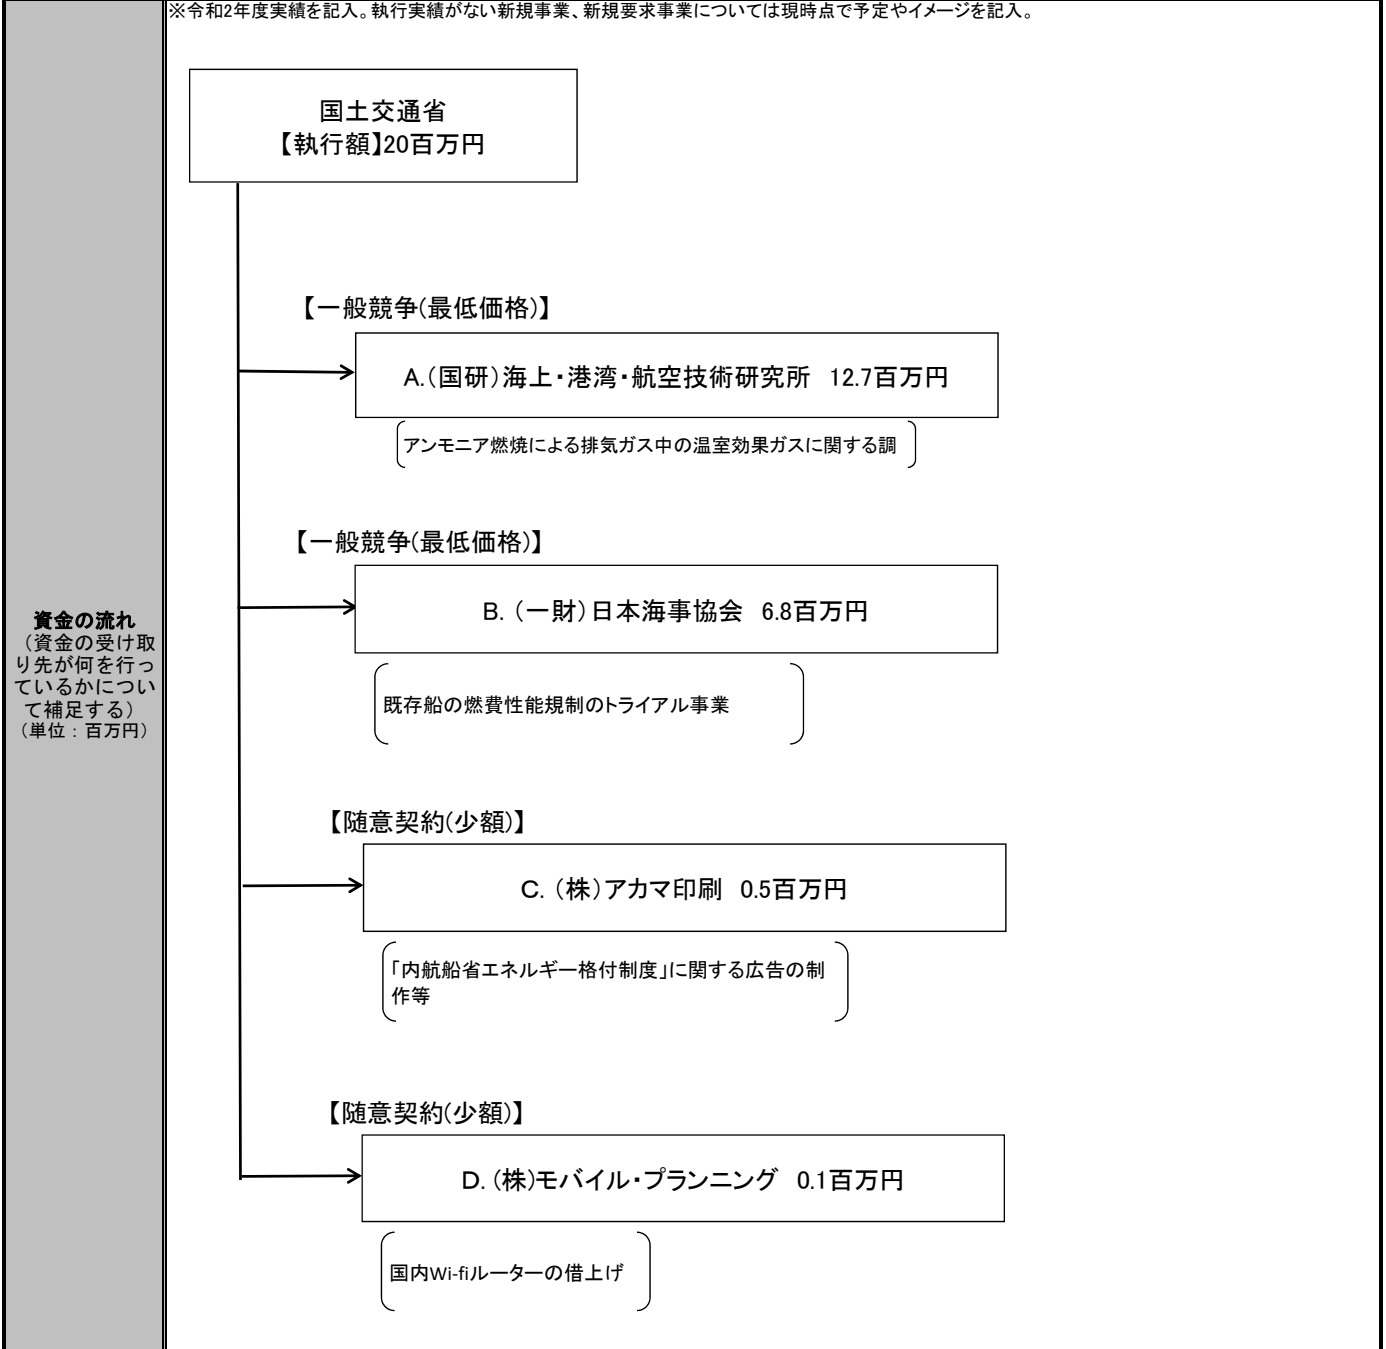 ※令和2年度実績を記入。執行実績がない新規事業、新規要求事業については現時点で予定やイメージを記入。
国土交通省
【執行額】20百万円
【一般競争(最低価格)】
A.（国研）海上・港湾・航空技術研究所　12.7百万円
アンモニア燃焼による排気ガス中の温室効果ガスに関する調
【一般競争(最低価格)】
B.（一財）日本海事協会　6.8百万円
既存船の燃費性能規制のトライアル事業
資金の流れ
（資金の受け取
り先が何を行っ
ているかについ
て補足する）
（単位：百万円）
【随意契約(少額)】
C.（株）アカマ印刷　0.5百万円
「内航船省エネルギー格付制度」に関する広告の制
作等
【随意契約(少額)】
D. (株)モバイル・プランニング　0.1百万円
国内Wi-fiルーターの借上げ